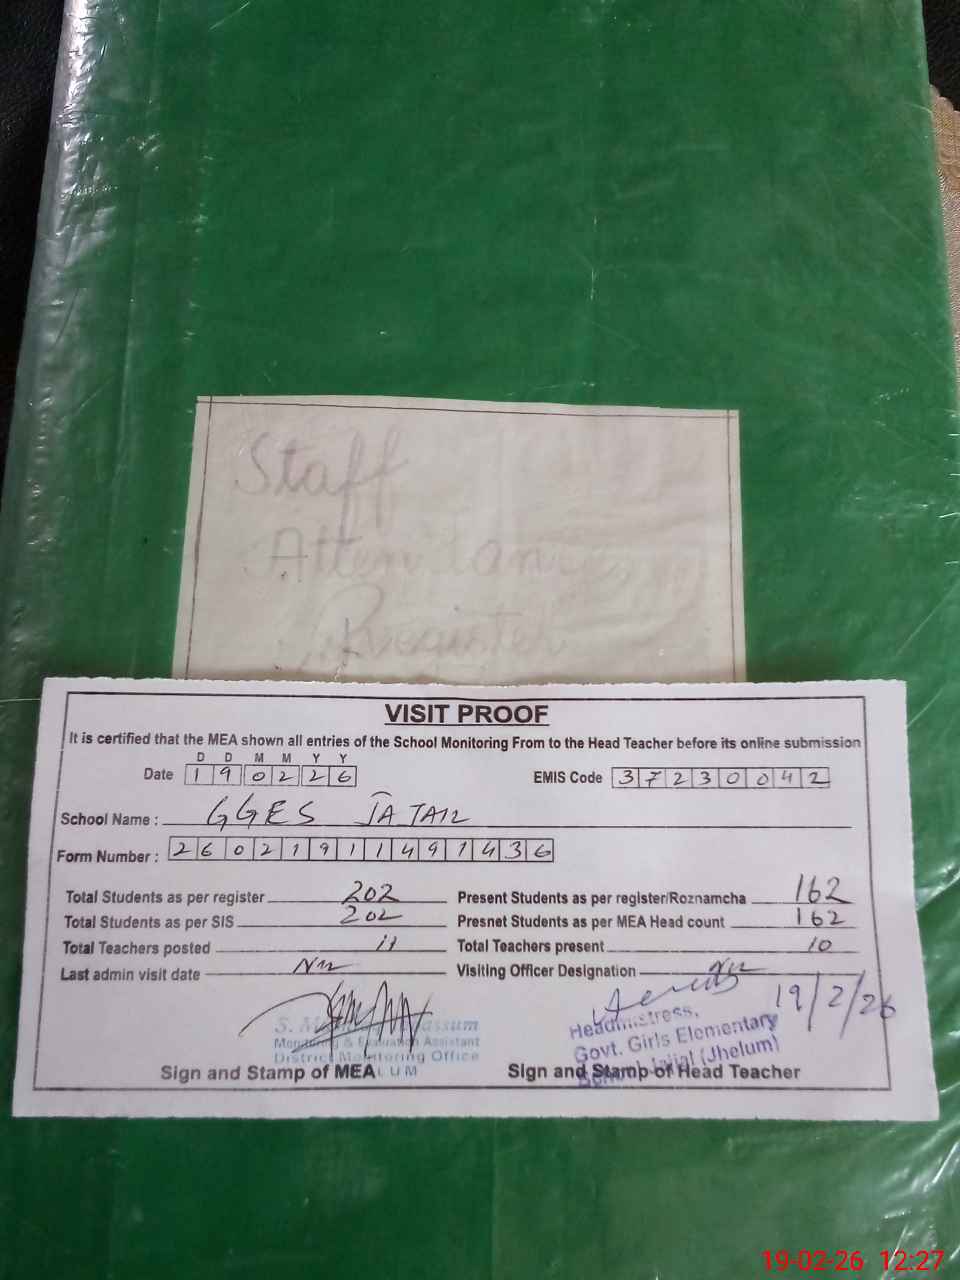 Staff
Attendance
Register
VISIT PROOF
It is certified that the MEA shown all entries of the School Monitoring From to the Head Teacher before its online submission
D D M M Y Y
Date 1 9 0 2 2 6
EMIS Code 3 7 2 3 0 0 4 2
School Name : GGES
Form Number : 2 6 0 2 1 9 1 1 4 9 1 4 3 6
Total Students as per register 202
Present Students as per register/Roznamcha 162
Total Students as per SIS 202
Presnet Students as per MEA Head count 162
Total Teachers posted 11
Total Teachers present 10
Last admin visit date Nil
Visiting Officer Designation Nil
19/2/26
S.
Monitoring & Evaluation Assistant
District Monitoring Office
Headmistress,
Govt. Girls Elementary
Jajial (Jhelum)
Sign and Stamp of MEA
Sign and Stamp of Head Teacher
19-02-26 12:27